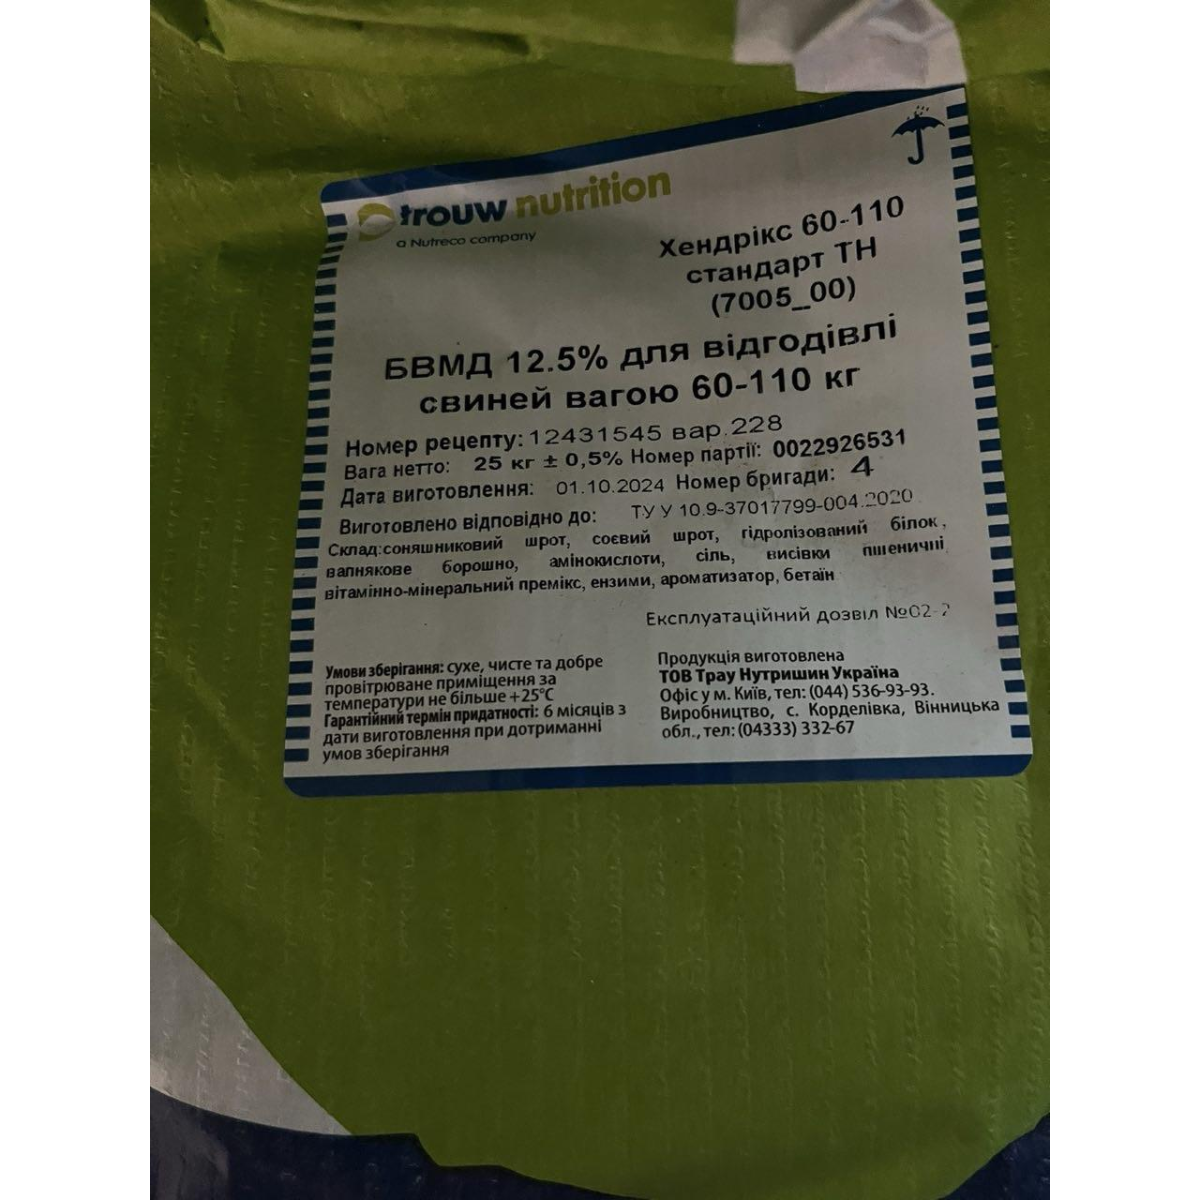 trouw nutrition
a Nutreco company
Хендрікс 60-110
стандарт ТН
(7005_00)
БВМД 12.5% для відгодівлі
свиней вагою 60-110 кг
Номер рецепту: 12431545 вар.228
Вага нетто: 25 кг ± 0,5% Номер партії: 0022926531
Дата виготовлення: 01.10.2024 Номер бригади: 4
Виготовлено відповідно до: ТУ У 10.9-37017799-004:2020
Склад:соняшниковий шрот, соєвий шрот, гідролізований білок,
вапнякове борошно, амінокислоти, сіль, висівки пшеничні
вітамінно-мінеральний премікс, ензими, ароматизатор, бетаїн
Експлуатаційний дозвіл №02-2
Умови зберігання: сухе, чисте та добре
провітрюване приміщення за
температури не більше +25°С
Гарантійний термін придатності: 6 місяців з
дати виготовлення при дотриманні
умов зберігання
Продукція виготовлена
ТОВ Трау Нутришин Україна
Офіс у м. Київ, тел: (044) 536-93-93.
Виробництво, с. Корделівка, Вінницька
обл., тел: (04333) 332-67